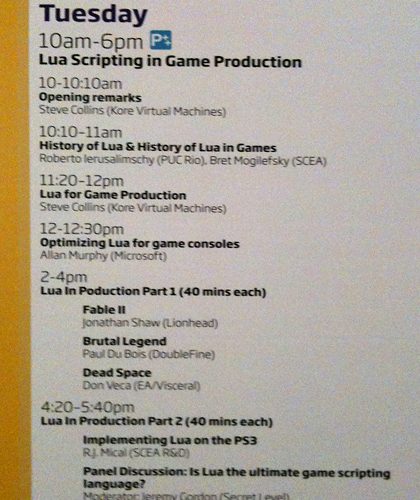 Tuesday
10am-6pm P+
Lua Scripting in Game Production
10-10:10am
Opening remarks
Steve Collins (Kore Virtual Machines)
10:10-11am
History of Lua & History of Lua in Games
Roberto Ierusalimschy (PUC Rio), Bret Mogilefsky (SCEA)
11:20-12pm
Lua for Game Production
Steve Collins (Kore Virtual Machines)
12-12:30pm
Optimizing Lua for game consoles
Allan Murphy (Microsoft)
2-4pm
Lua In Poduction Part 1 (40 mins each)
Fable II
Jonathan Shaw (Lionhead)
Brutal Legend
Paul Du Bois (DoubleFine)
Dead Space
Don Veca (EA/Visceral)
4:20-5:40pm
Lua In Production Part 2 (40 mins each)
Implementing Lua on the PS3
R.J. Mical (SCEA R&D)
Panel Discussion: Is Lua the ultimate game scripting
language?
Moderator: Jeremy Gordon (Secret Level)